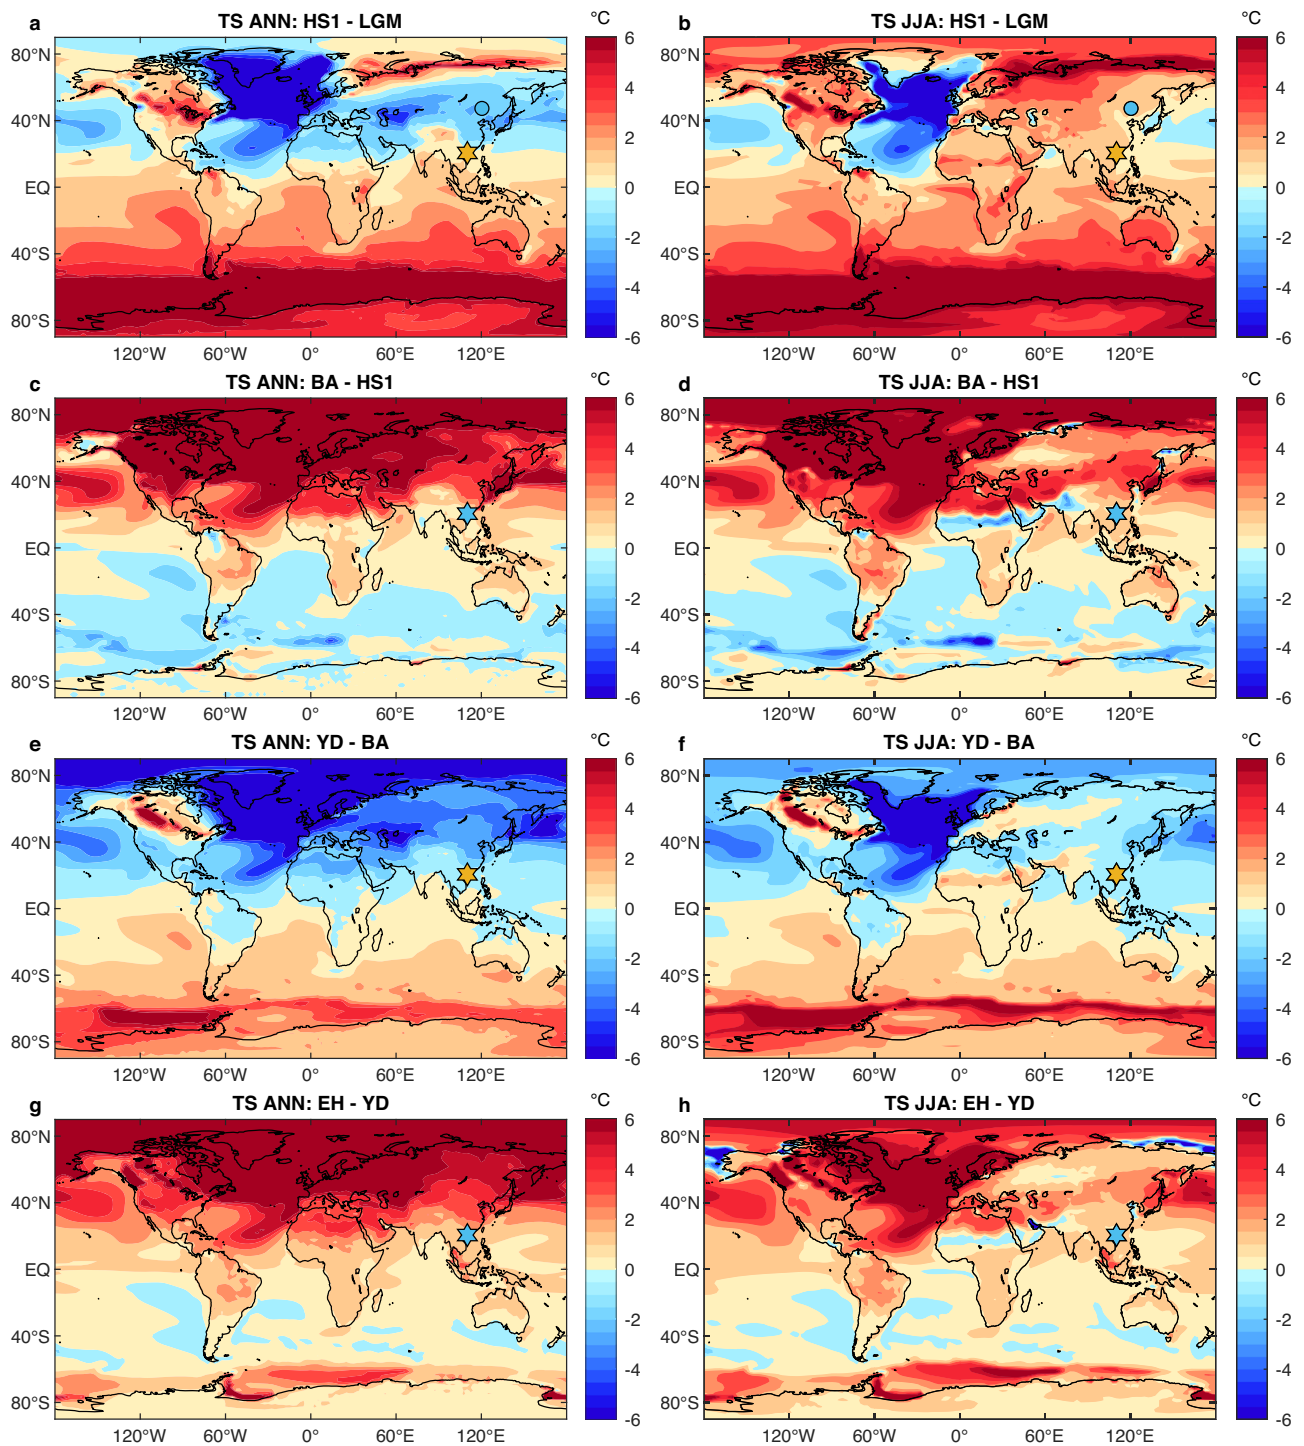 a TS ANN: HS1 - LGM °C
80°N
40°N
EQ
40°S
80°S
120°W 60°W 0° 60°E 120°E
6
4
2
0
-2
-4
-6
b TS JJA: HS1 - LGM °C
80°N
40°N
EQ
40°S
80°S
120°W 60°W 0° 60°E 120°E
6
4
2
0
-2
-4
-6
c TS ANN: BA - HS1 °C
80°N
40°N
EQ
40°S
80°S
120°W 60°W 0° 60°E 120°E
6
4
2
0
-2
-4
-6
d TS JJA: BA - HS1 °C
80°N
40°N
EQ
40°S
80°S
120°W 60°W 0° 60°E 120°E
6
4
2
0
-2
-4
-6
e TS ANN: YD - BA °C
80°N
40°N
EQ
40°S
80°S
120°W 60°W 0° 60°E 120°E
6
4
2
0
-2
-4
-6
f TS JJA: YD - BA °C
80°N
40°N
EQ
40°S
80°S
120°W 60°W 0° 60°E 120°E
6
4
2
0
-2
-4
-6
g TS ANN: EH - YD °C
80°N
40°N
EQ
40°S
80°S
120°W 60°W 0° 60°E 120°E
6
4
2
0
-2
-4
-6
h TS JJA: EH - YD °C
80°N
40°N
EQ
40°S
80°S
120°W 60°W 0° 60°E 120°E
6
4
2
0
-2
-4
-6